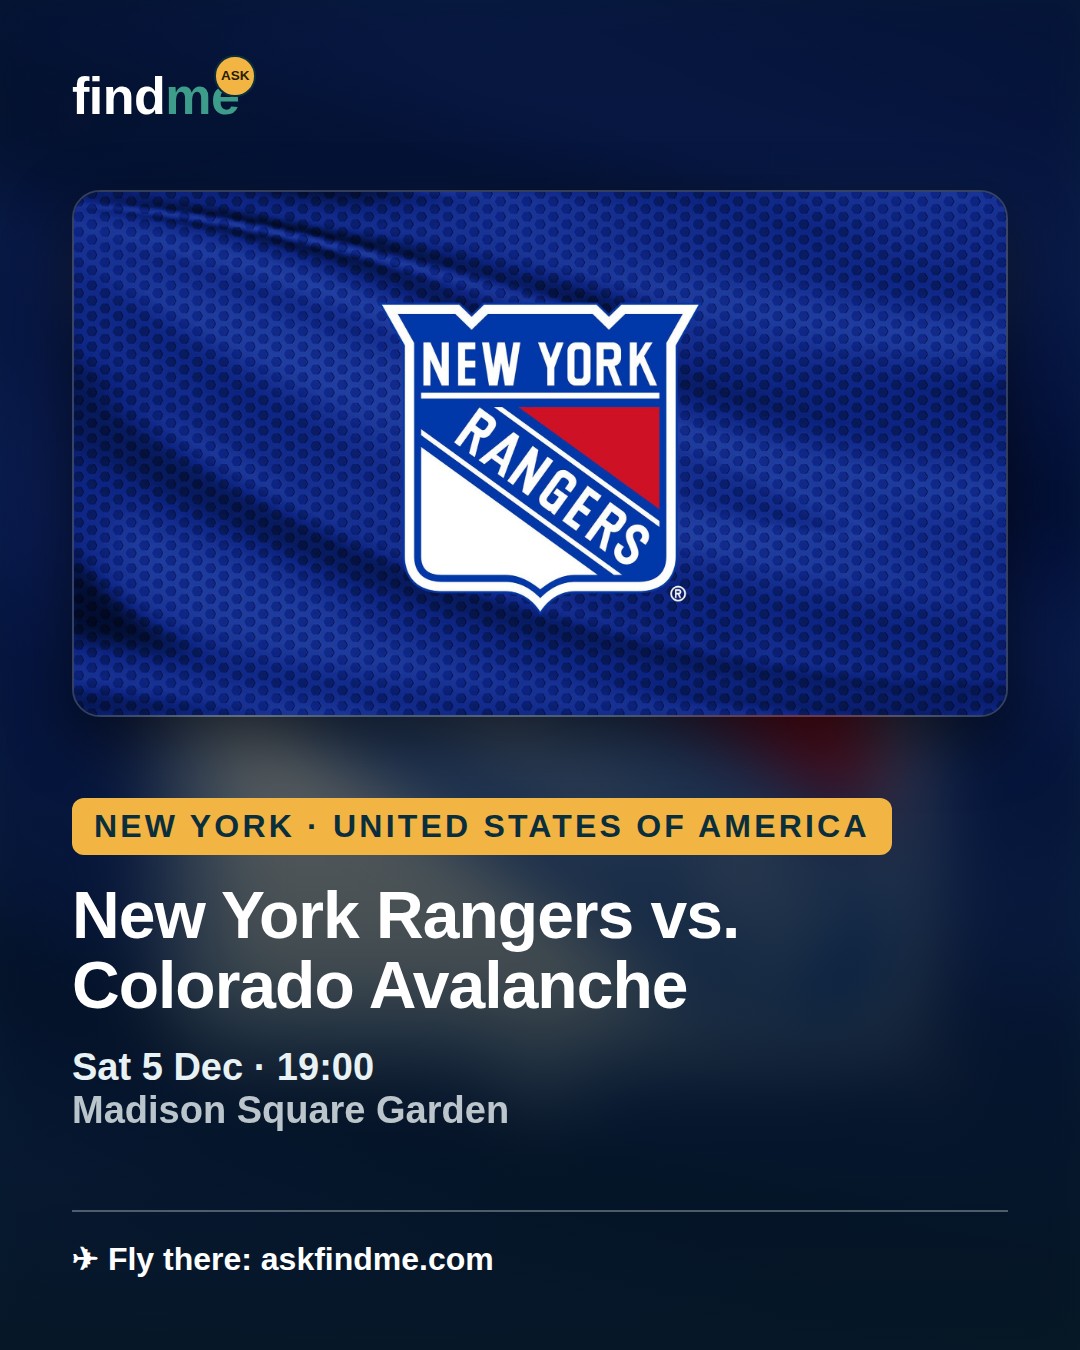 findme
ASK
NEW YORK
RANGERS
®
NEW YORK · UNITED STATES OF AMERICA
New York Rangers vs.
Colorado Avalanche
Sat 5 Dec · 19:00
Madison Square Garden
✈ Fly there: askfindme.com